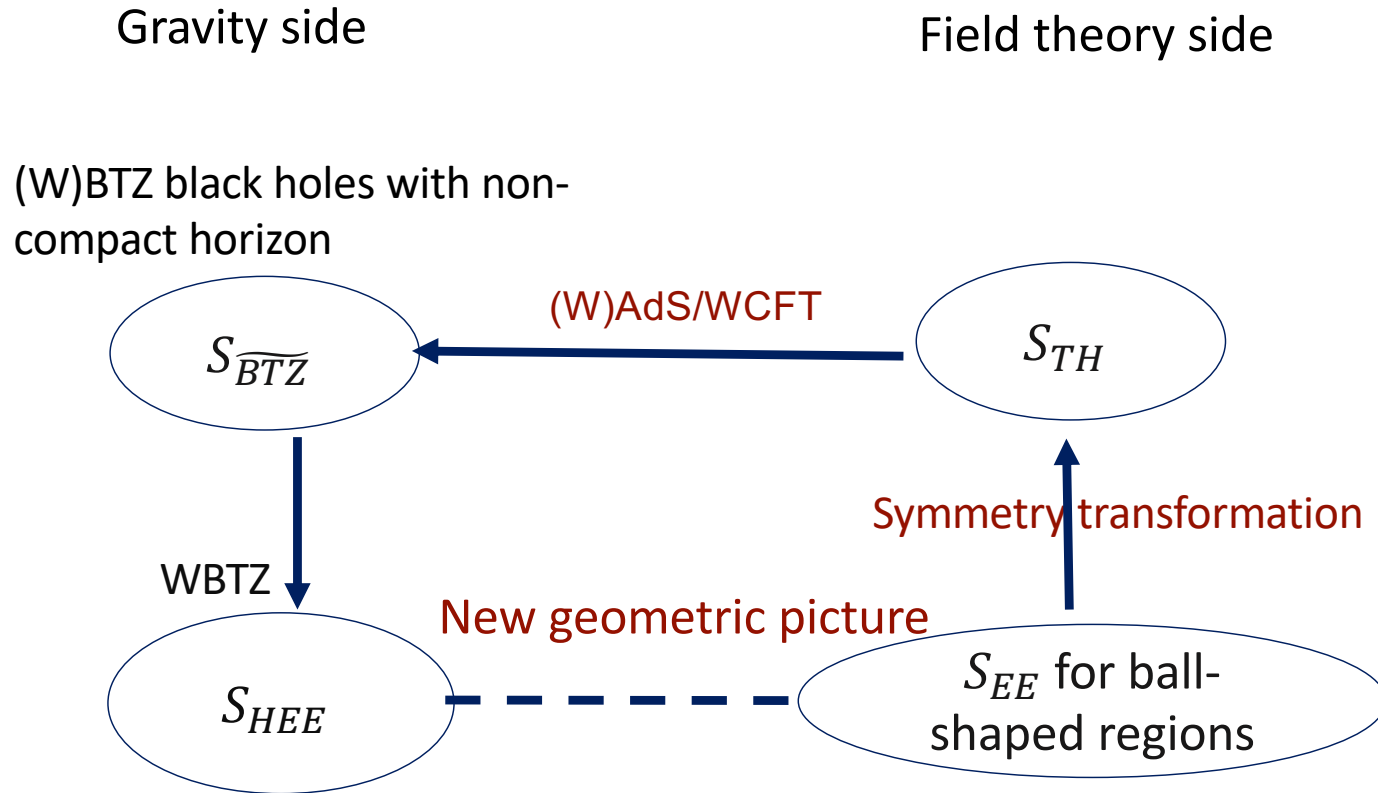 Gravity side
Field theory side
(W)BTZ black holes with non-
compact horizon
(W)AdS/WCFT
$S_{\widetilde{BTZ}}$
$S_{TH}$
Symmetry transformation
WBTZ
New geometric picture
$S_{HEE}$
$S_{EE}$ for ball-
shaped regions